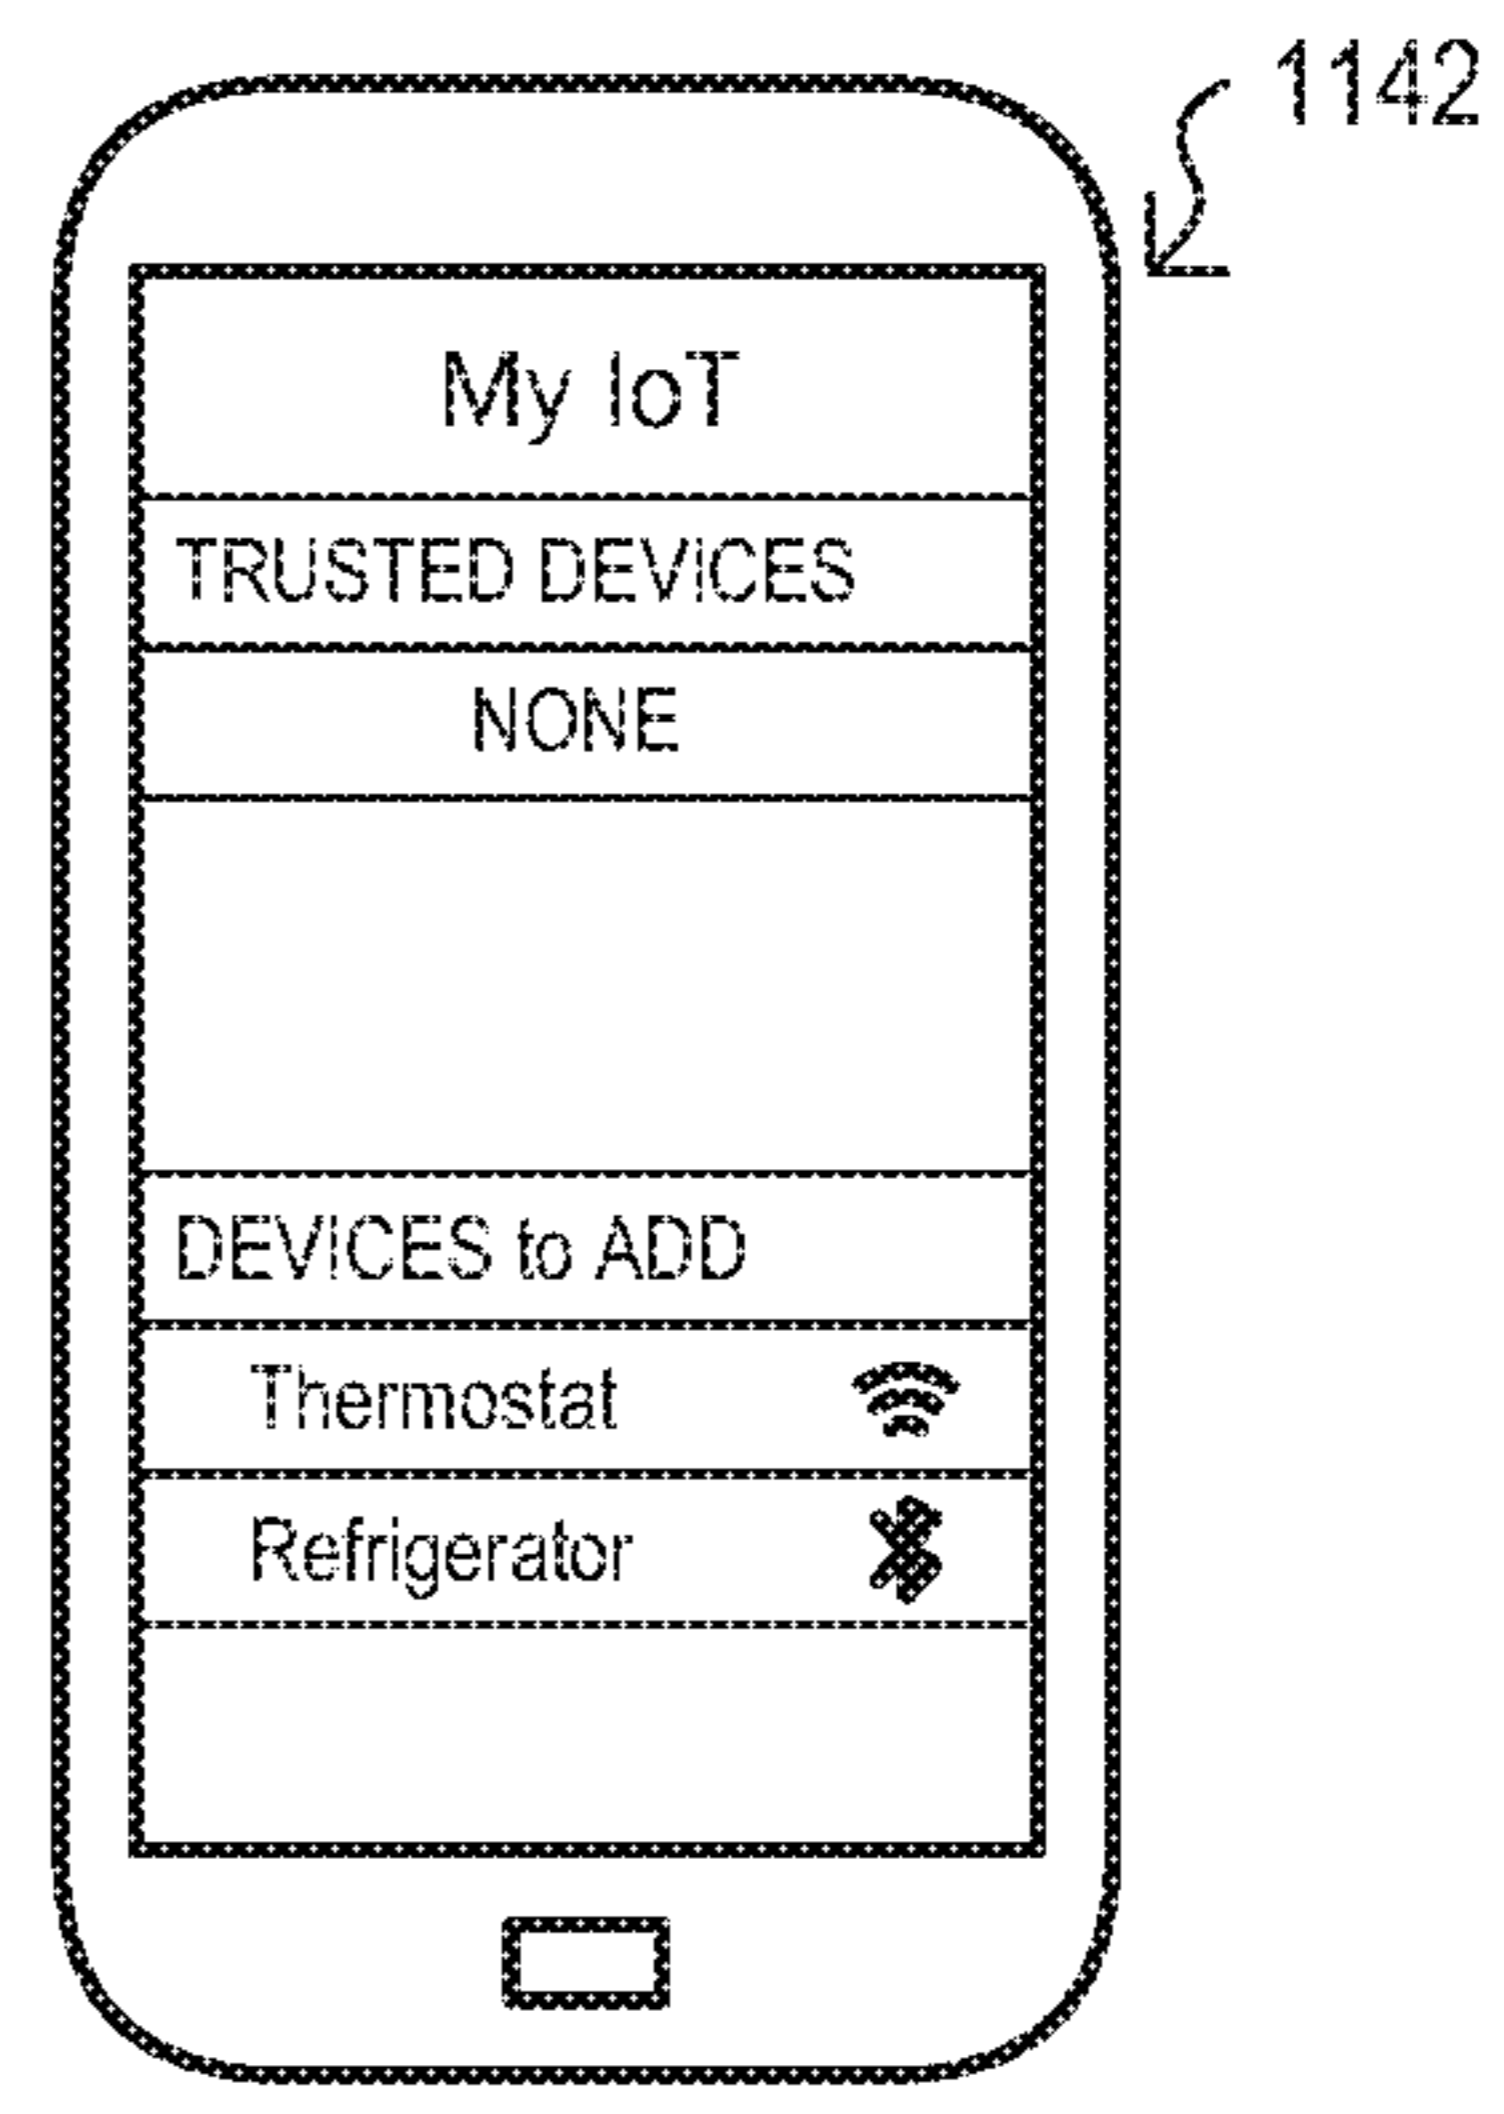 1142
My IoT
TRUSTED DEVICES
NONE
DEVICES to ADD
Thermostat
Refrigerator